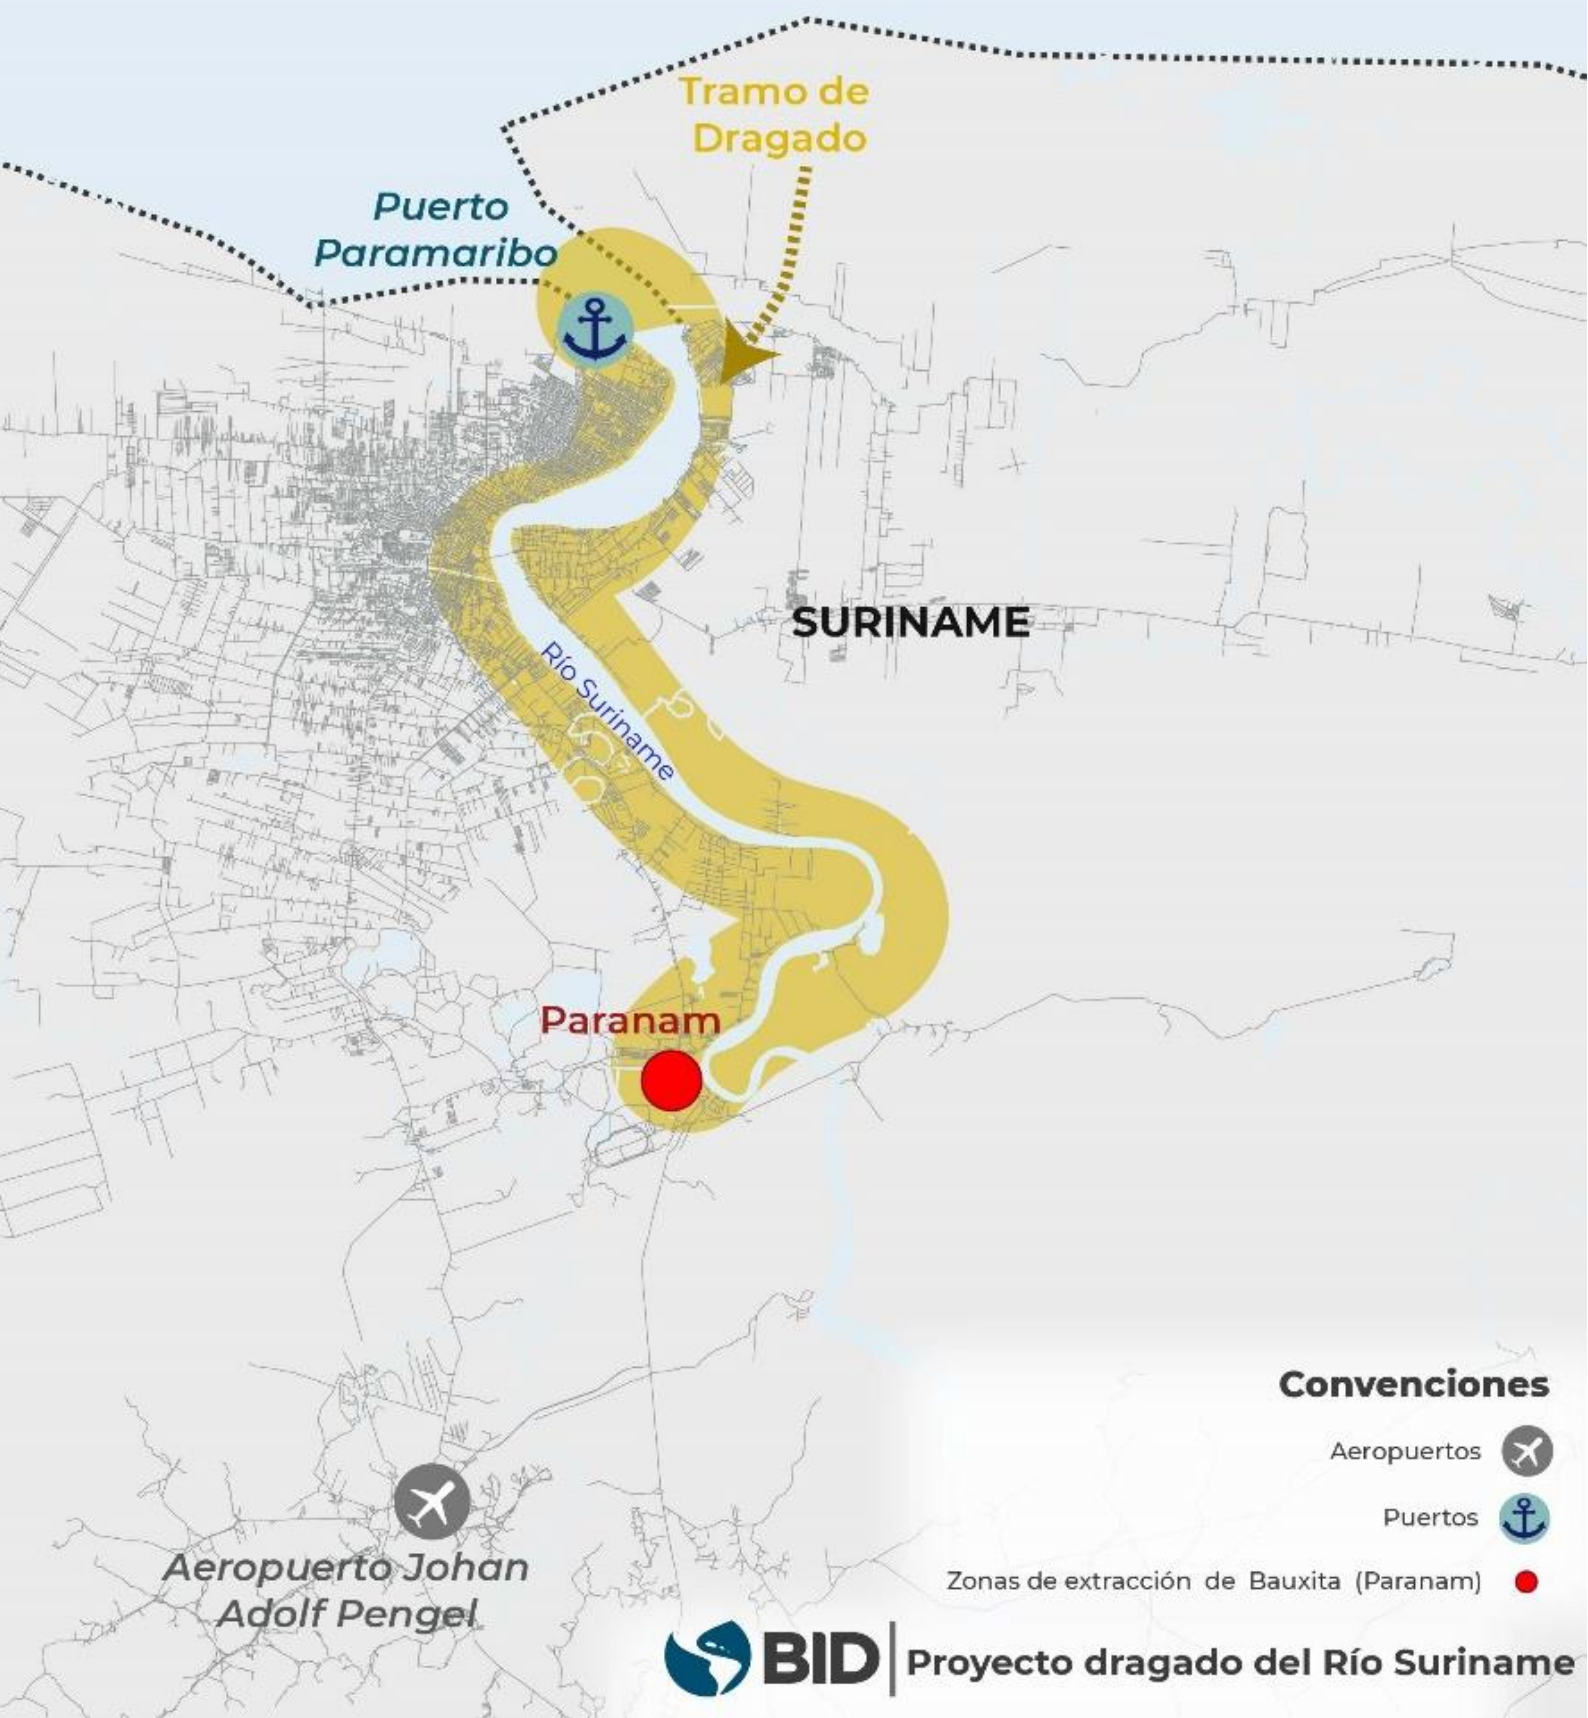 Tramo de
Dragado
Puerto
Paramaribo
SURINAME
Río Suriname
Paranam
Aeropuerto Johan
Adolf Pengel
Convenciones
Aeropuertos
Puertos
Zonas de extracción de Bauxita (Paranam)
BID
Proyecto dragado del Río Suriname